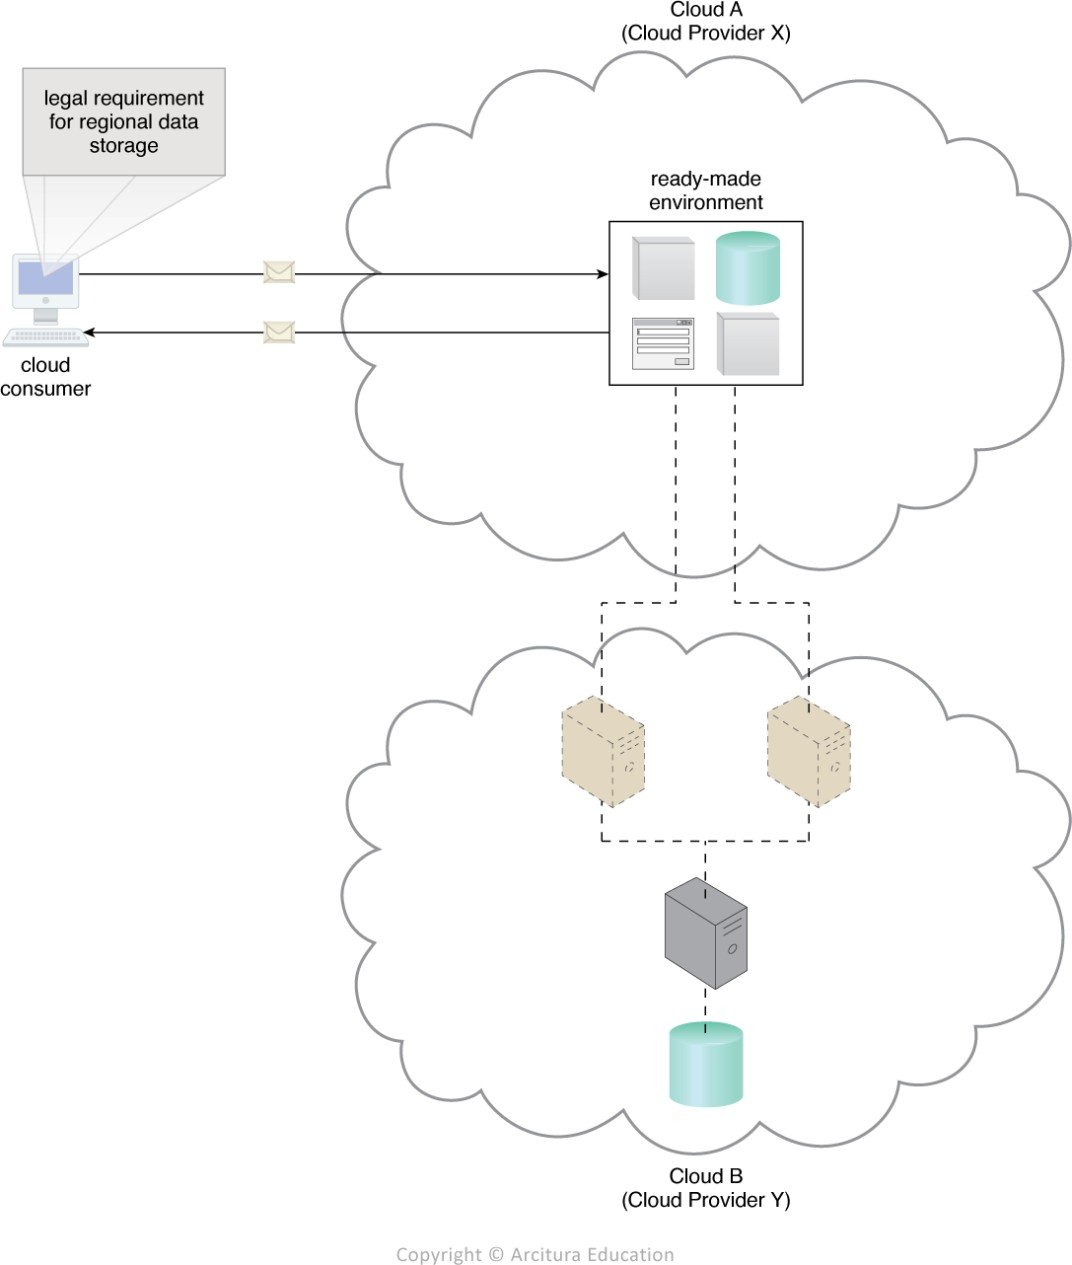 Cloud A
(Cloud Provider X)
legal requirement
for regional data
storage
ready-made
environment
cloud
consumer
Cloud B
(Cloud Provider Y)
Copyright © Arcitura Education